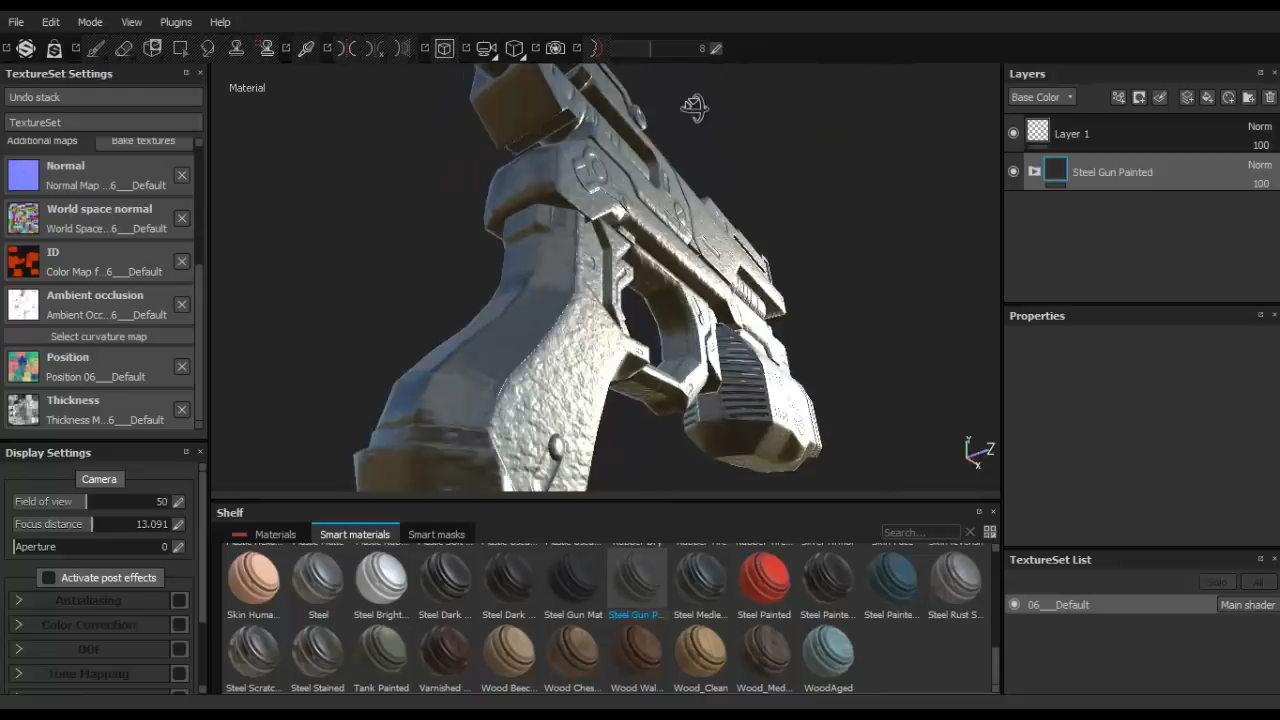 File Edit Mode View Plugins Help
8
TextureSet Settings
Undo stack
TextureSet
Additional maps Bake textures
Normal
Normal Map ...6___Default
World space normal
World Space...6__Default
ID
Color Map f...6__Default
Ambient occlusion
Ambient Occ...6__Default
Select curvature map
Position
Position 06___Default
Thickness
Thickness M...6__Default
Display Settings
Camera
Field of view 50
Focus distance 13.091
Aperture 0
Activate post effects
Antialiasing
Color Correction
DOF
Tone Mapping
Material
Y
Z
X
Shelf
Materials Smart materials Smart masks
Search...
Skin Huma... Steel Steel Bright... Steel Dark ... Steel Dark ... Steel Gun Mat Steel Gun P... Steel Medie... Steel Painted Steel Painte... Steel Painte... Steel Rust S...
Steel Scratc... Steel Stained Tank Painted Varnished ... Wood Beec... Wood Ches... Wood Wal... Wood_Clean Wood_Med... WoodAged
Layers
Base Color
Layer 1 Norm
100
Steel Gun Painted Norm
100
Properties
TextureSet List
Solo All
06___Default Main shader